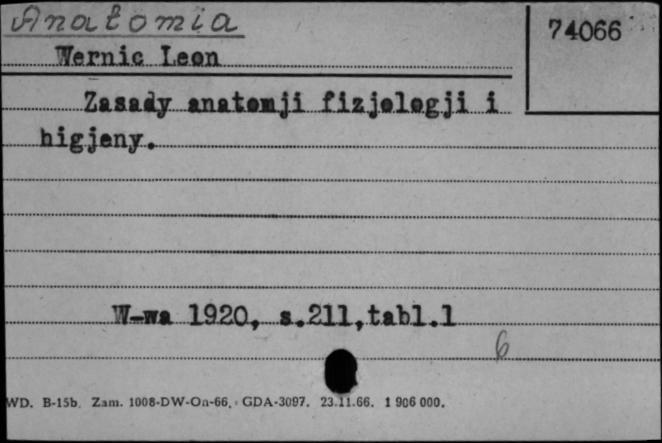 Anatomia
74066
Wernic Leon
Zasady anatomji fizjologji i
higjeny.
W-wa 1920, s.211,tabl.1
6
WD. B-15b. Zam. 1008-DW-On-66. GDA-3097. 23.11.66. 1 906 000.